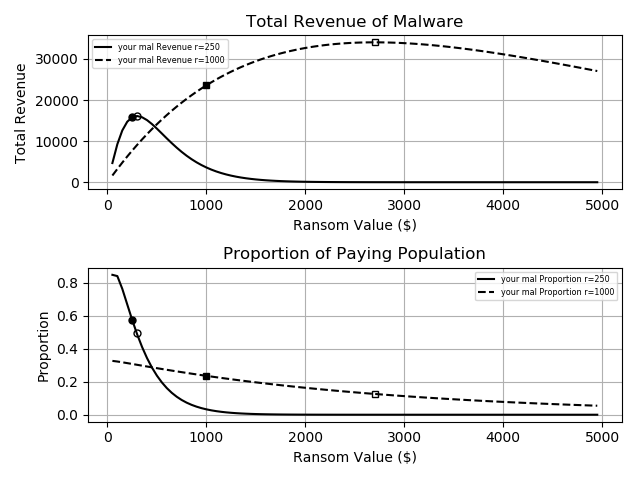 Total Revenue of Malware
your mal Revenue r=250
your mal Revenue r=1000
Total Revenue
30000
20000
10000
0
0 1000 2000 3000 4000 5000
Ransom Value ($)
Proportion of Paying Population
your mal Proportion r=250
your mal Proportion r=1000
Proportion
0.8
0.6
0.4
0.2
0.0
0 1000 2000 3000 4000 5000
Ransom Value ($)